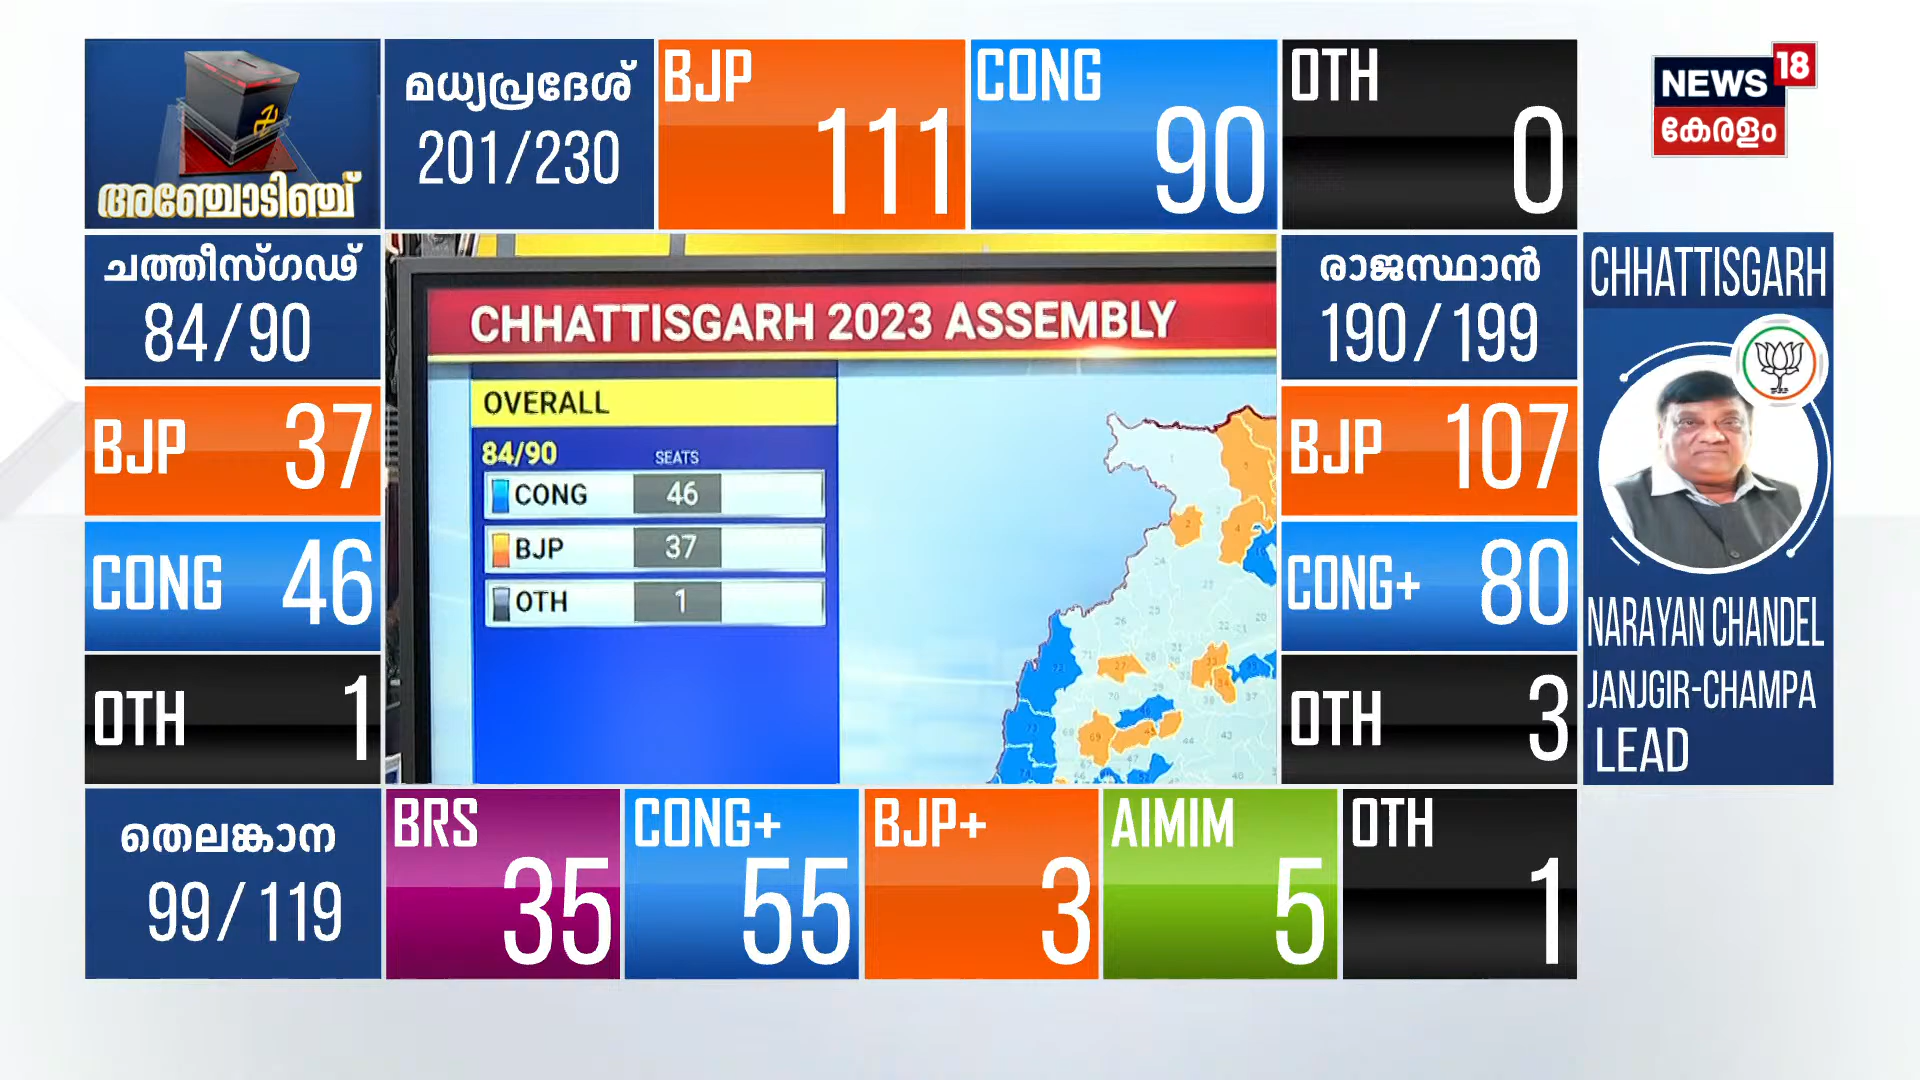 അഞ്ചോടിഞ്ച്
മധ്യപ്രദേശ്
201/230
BJP
111
CONG
90
OTH
0
NEWS 18
കേരളം
ചത്തീസ്ഗഢ്
84/90
BJP 37
CONG 46
OTH 1
CHHATTISGARH 2023 ASSEMBLY
OVERALL
84/90 SEATS
CONG 46
BJP 37
OTH 1
രാജസ്ഥാൻ
190/199
BJP 107
CONG+ 80
OTH 3
CHHATTISGARH
NARAYAN CHANDEL
JANJGIR-CHAMPA
LEAD
തെലങ്കാന
99/119
BRS
35
CONG+
55
BJP+
3
AIMIM
5
OTH
1